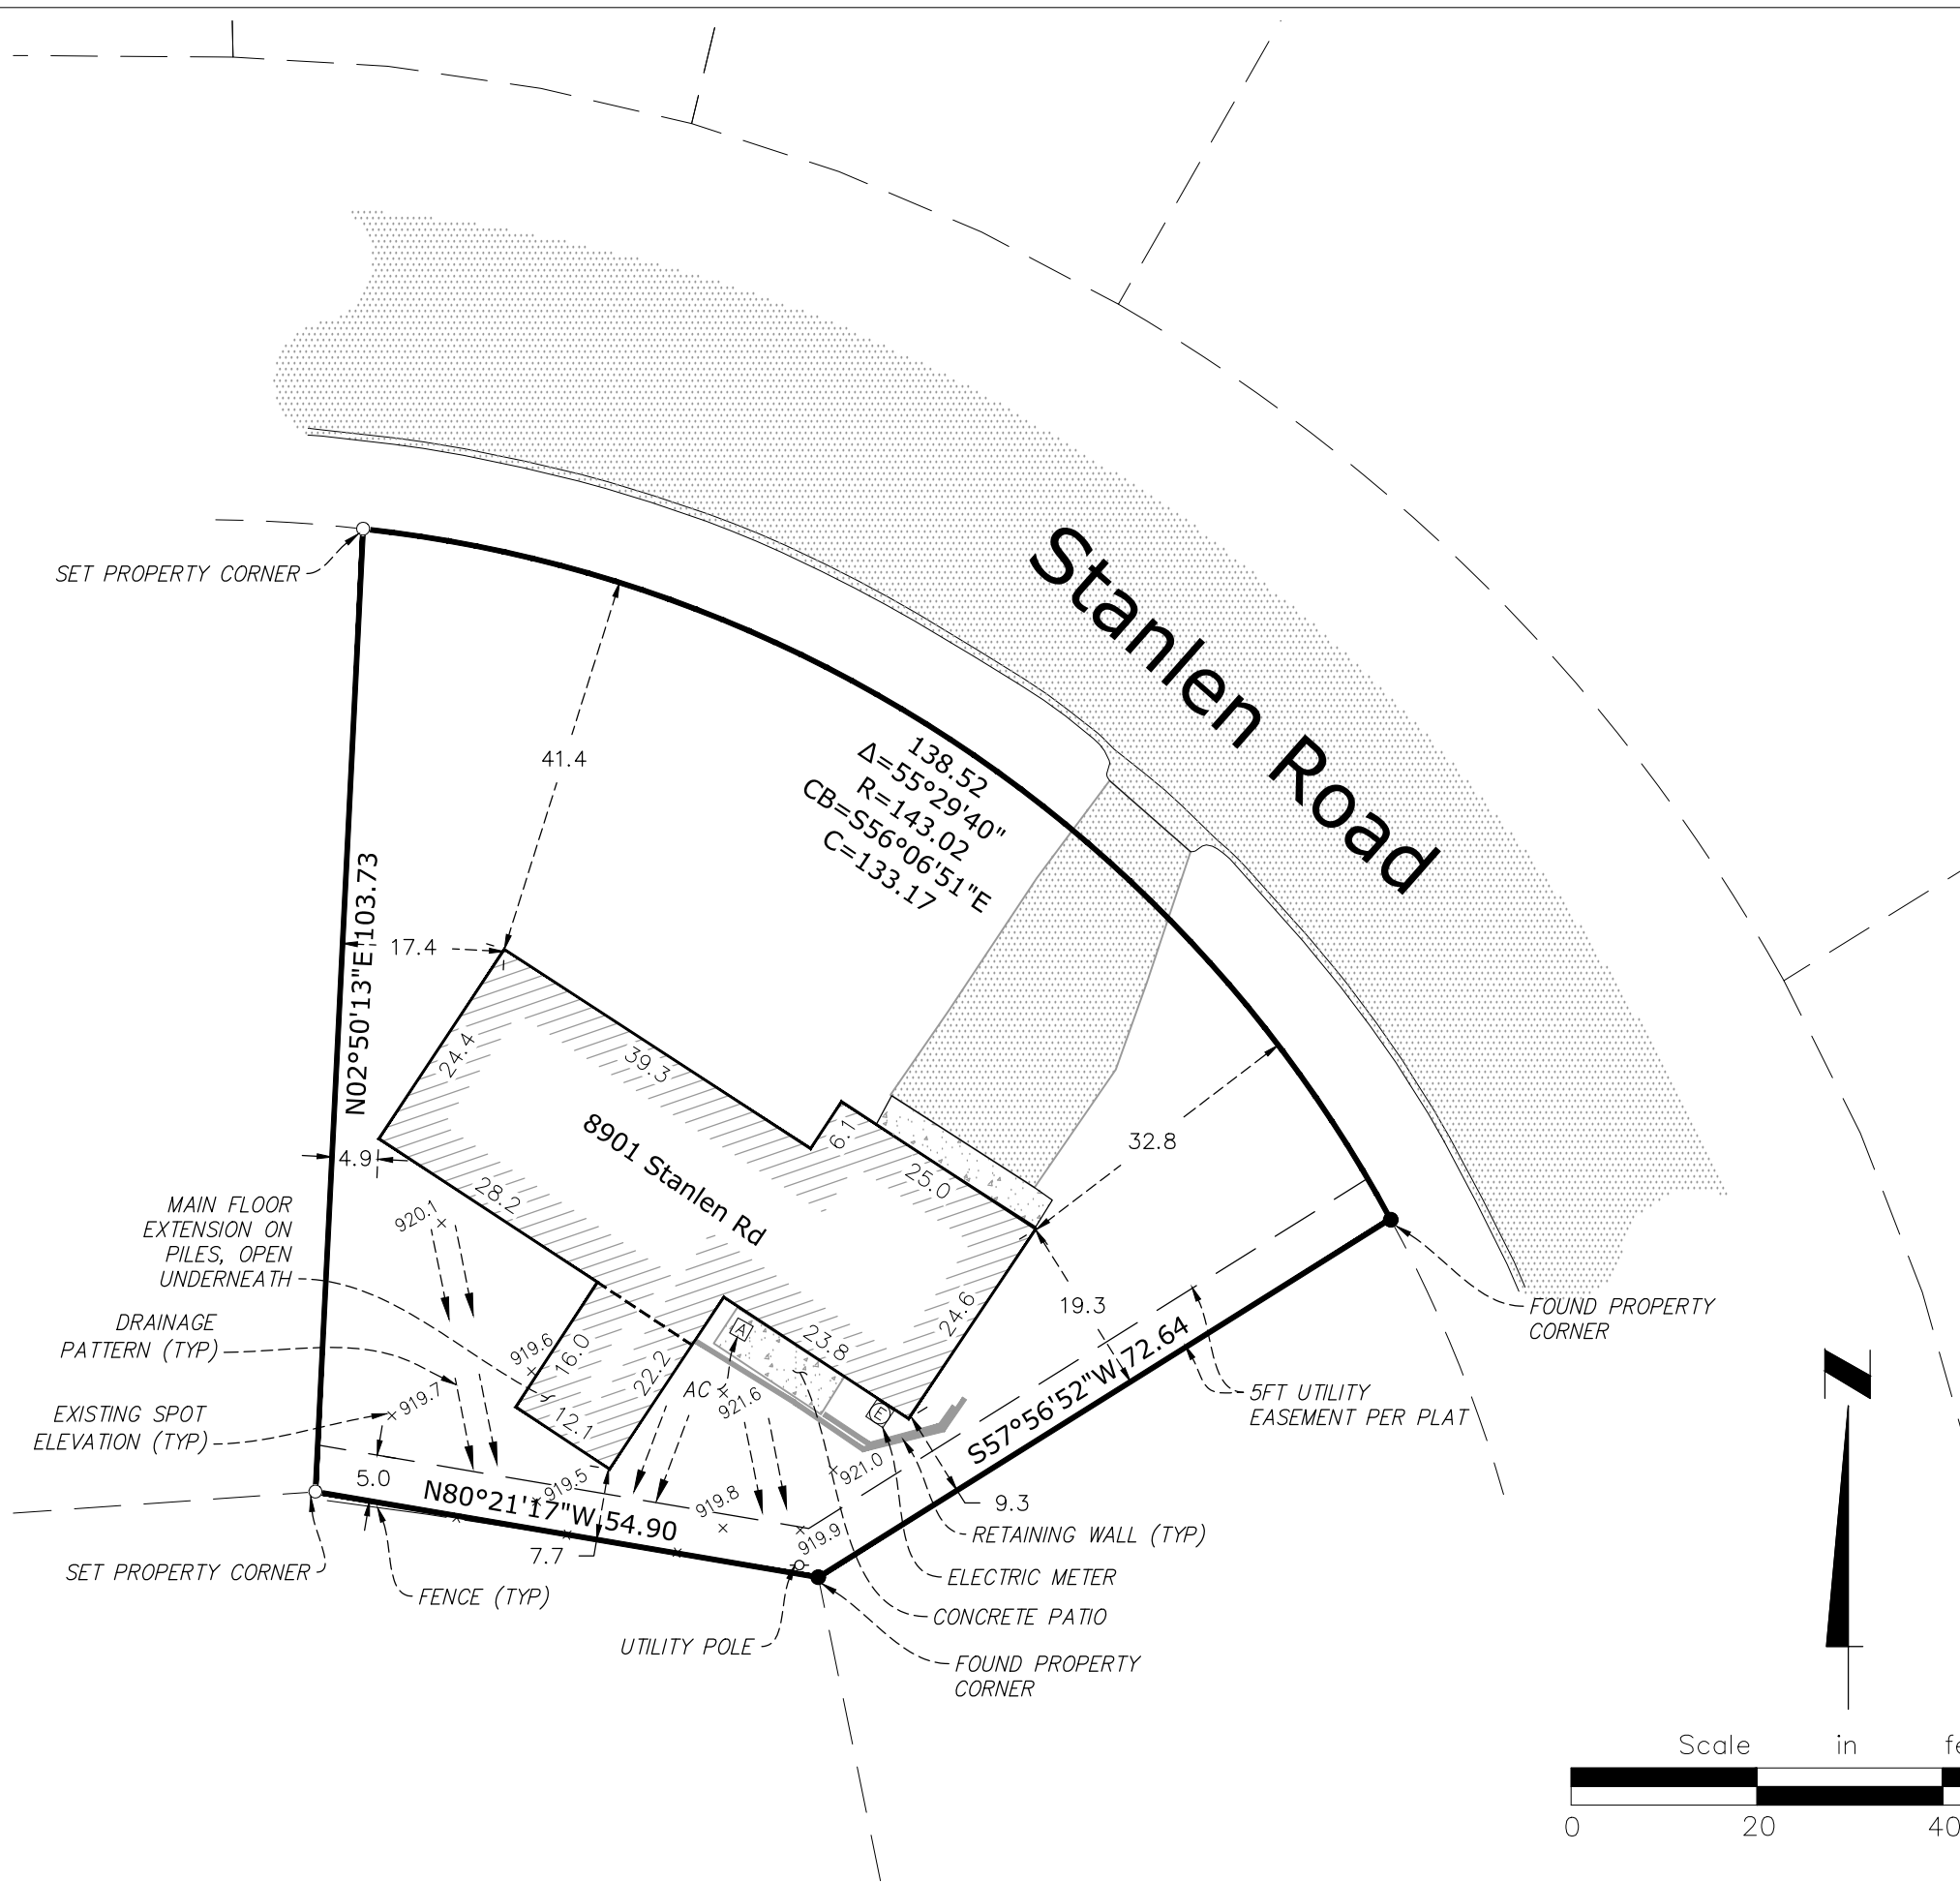 SET PROPERTY CORNER
Stanlen Road
41.4
138.52
Δ=55°29'40"
R=143.02
CB=S56°06'51"E
C=133.17
N02°50'13"E 103.73
17.4
24.4
39.3
8901 Stanlen Rd
6.1
25.0
32.8
4.9
28.2
920.1
MAIN FLOOR
EXTENSION ON
PILES, OPEN
UNDERNEATH
DRAINAGE
PATTERN (TYP)
EXISTING SPOT
ELEVATION (TYP)
919.6
16.0
22.2
12.1
919.7
A
AC
23.8
24.6
19.3
921.6
E
921.0
S57°56'52"W 72.64
FOUND PROPERTY
CORNER
5FT UTILITY
EASEMENT PER PLAT
5.0
N80°21'17"W 54.90
919.5
919.8
919.9
7.7
9.3
RETAINING WALL (TYP)
ELECTRIC METER
CONCRETE PATIO
SET PROPERTY CORNER
FENCE (TYP)
UTILITY POLE
FOUND PROPERTY
CORNER
N
Scale in fe
0 20 40